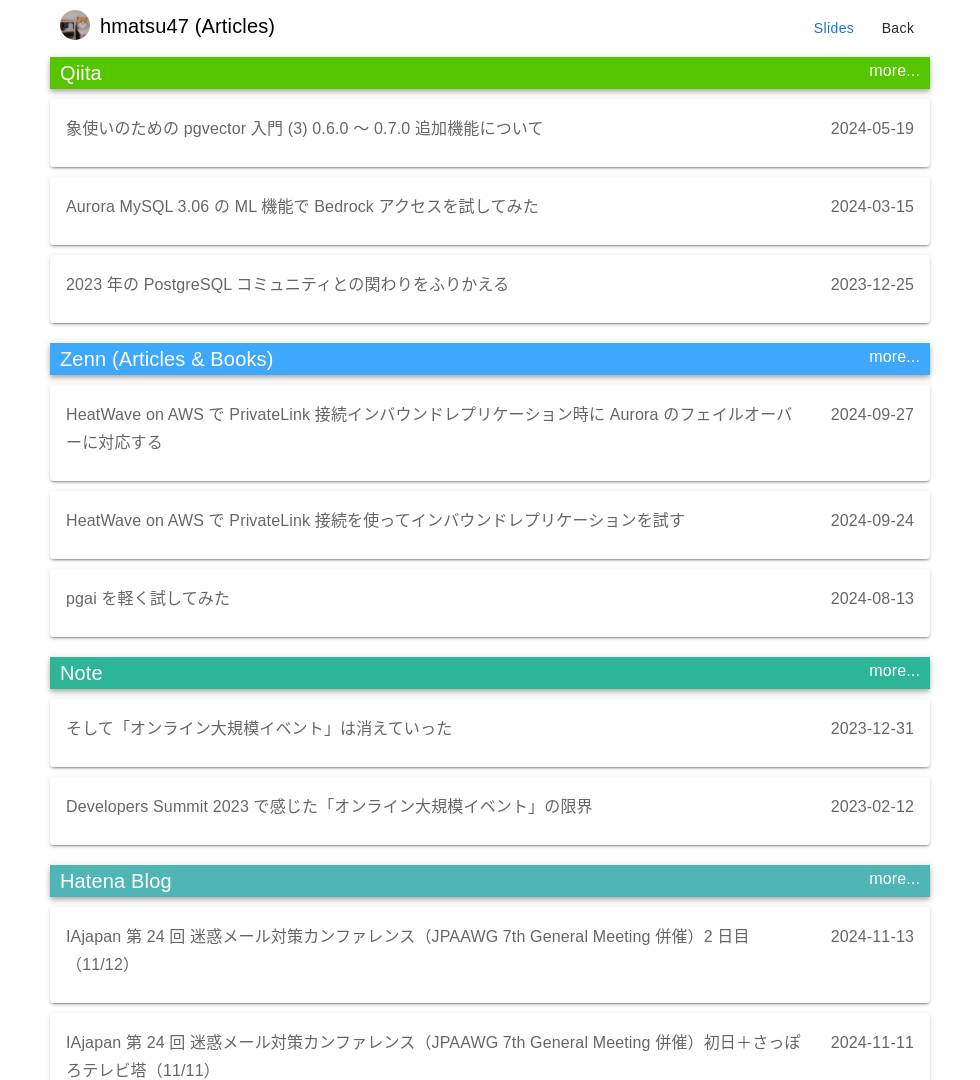 hmatsu47 (Articles)
Slides
Back
Qiita
more...
象使いのための pgvector 入門 (3) 0.6.0 〜 0.7.0 追加機能について
2024-05-19
Aurora MySQL 3.06 の ML 機能で Bedrock アクセスを試してみた
2024-03-15
2023 年の PostgreSQL コミュニティとの関わりをふりかえる
2023-12-25
Zenn (Articles & Books)
more...
HeatWave on AWS で PrivateLink 接続インバウンドレプリケーション時に Aurora のフェイルオーバ
ーに対応する
2024-09-27
HeatWave on AWS で PrivateLink 接続を使ってインバウンドレプリケーションを試す
2024-09-24
pgai を軽く試してみた
2024-08-13
Note
more...
そして「オンライン大規模イベント」は消えていった
2023-12-31
Developers Summit 2023 で感じた「オンライン大規模イベント」の限界
2023-02-12
Hatena Blog
more...
IAjapan 第 24 回 迷惑メール対策カンファレンス（JPAAWG 7th General Meeting 併催）2 日目
（11/12）
2024-11-13
IAjapan 第 24 回 迷惑メール対策カンファレンス（JPAAWG 7th General Meeting 併催）初日＋さっぽ
ろテレビ塔（11/11）
2024-11-11